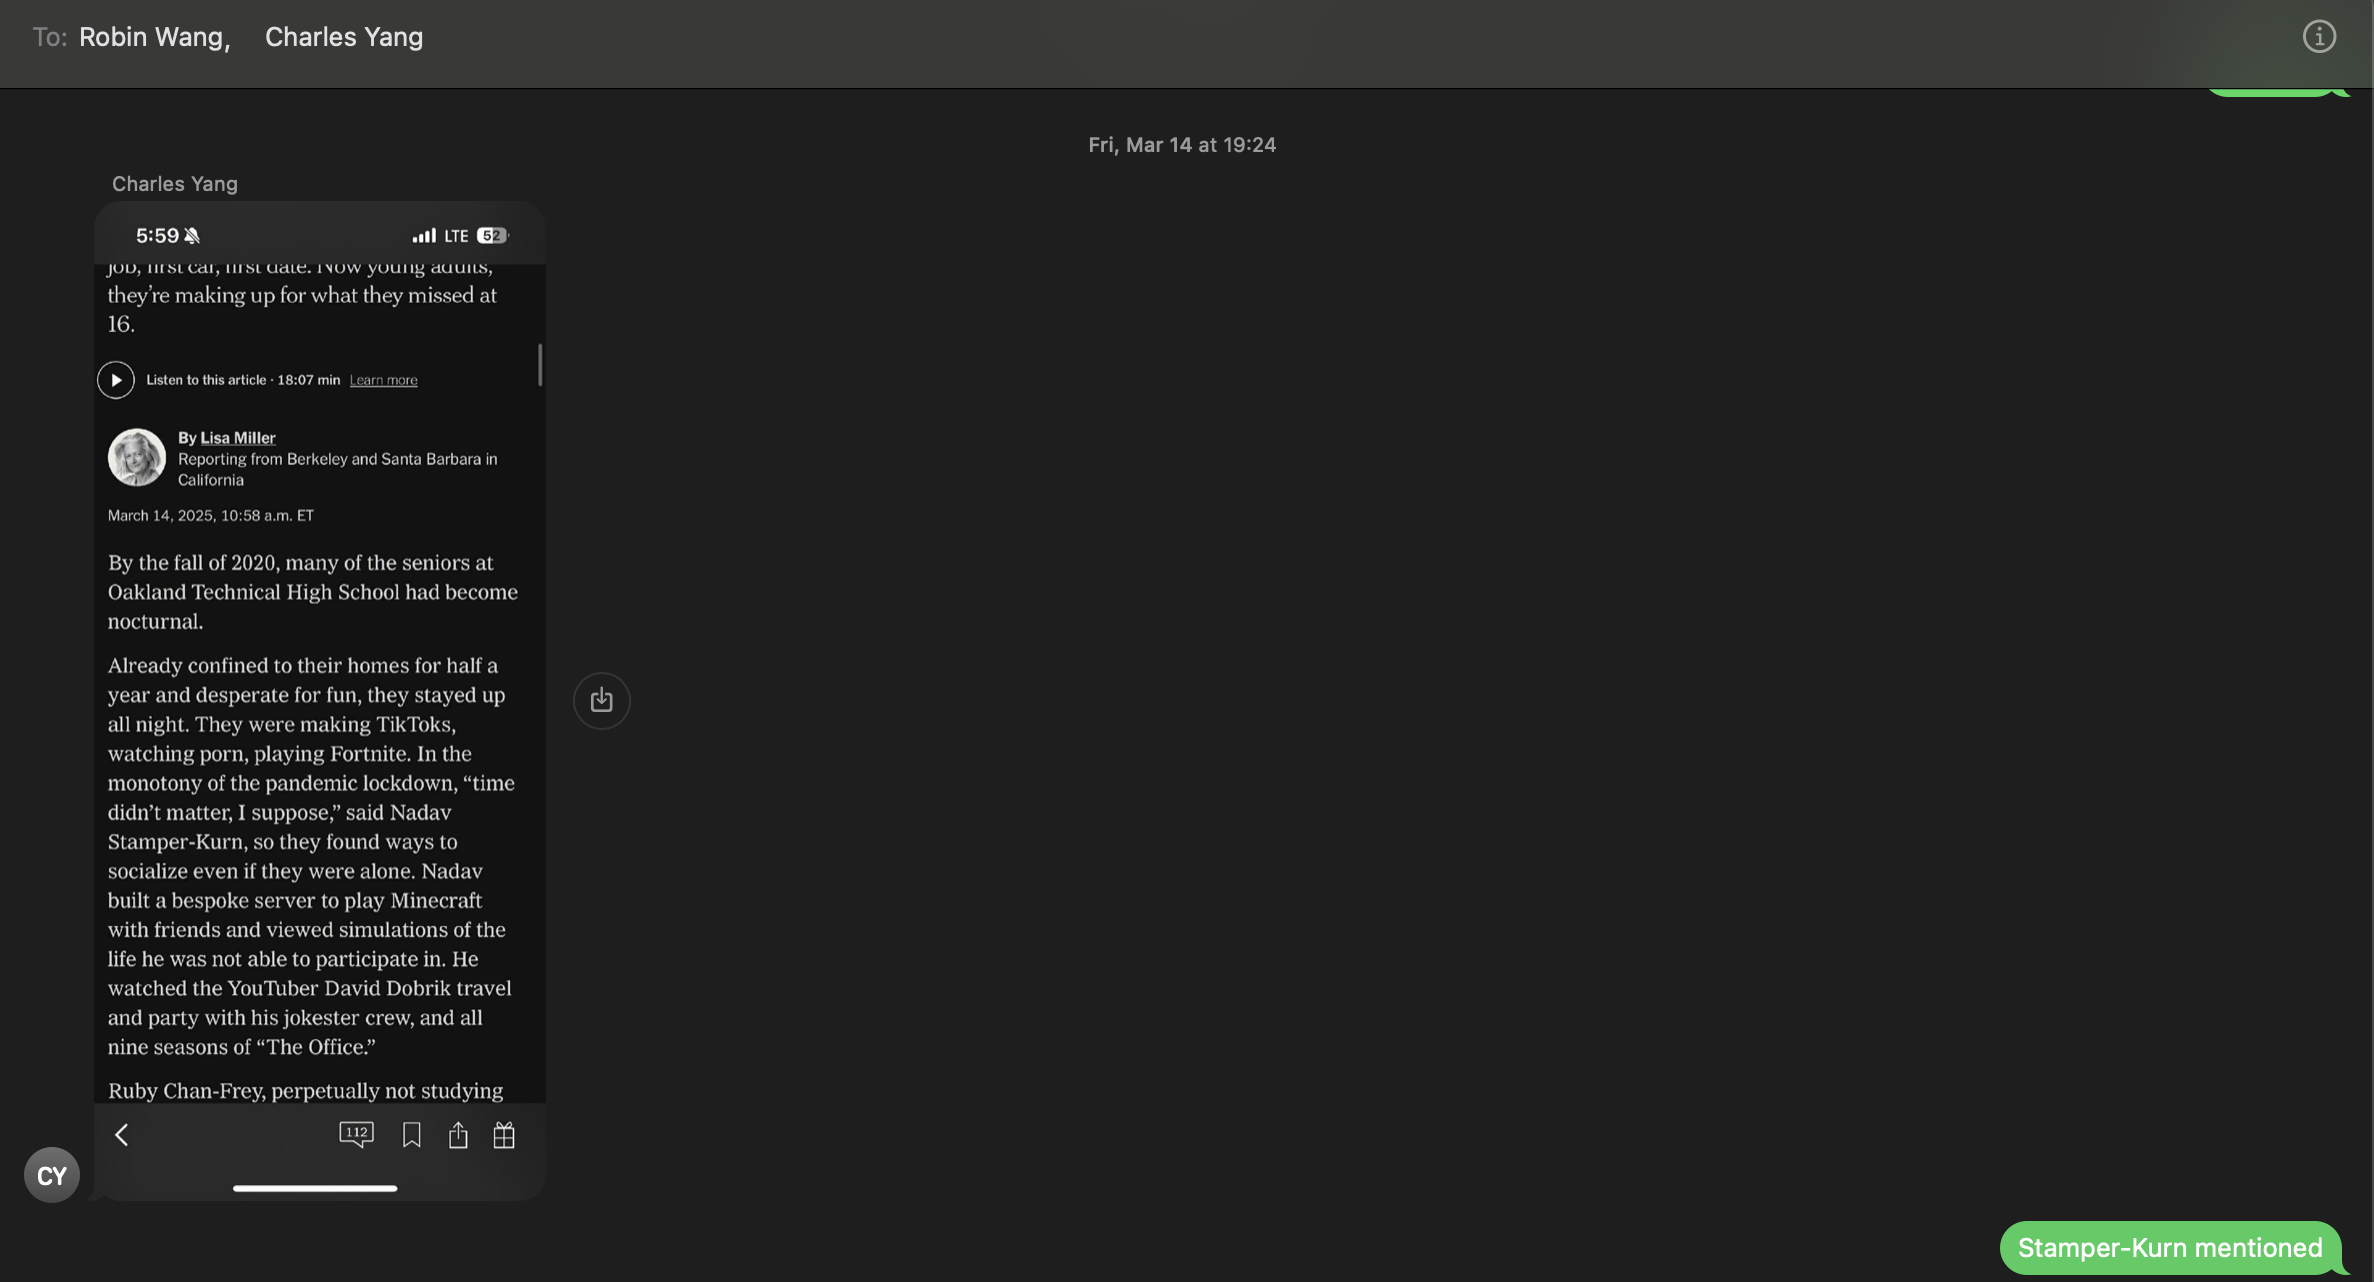 To: Robin Wang, Charles Yang
Fri, Mar 14 at 19:24
Charles Yang
5:59 LTE 52
job, first car, first date. Now young adults,
they’re making up for what they missed at
16.
Listen to this article · 18:07 min Learn more
By Lisa Miller
Reporting from Berkeley and Santa Barbara in
California
March 14, 2025, 10:58 a.m. ET
By the fall of 2020, many of the seniors at
Oakland Technical High School had become
nocturnal.
Already confined to their homes for half a
year and desperate for fun, they stayed up
all night. They were making TikToks,
watching porn, playing Fortnite. In the
monotony of the pandemic lockdown, “time
didn’t matter, I suppose,” said Nadav
Stamper-Kurn, so they found ways to
socialize even if they were alone. Nadav
built a bespoke server to play Minecraft
with friends and viewed simulations of the
life he was not able to participate in. He
watched the YouTuber David Dobrik travel
and party with his jokester crew, and all
nine seasons of “The Office.”
Ruby Chan-Frey, perpetually not studying
112
CY
Stamper-Kurn mentioned